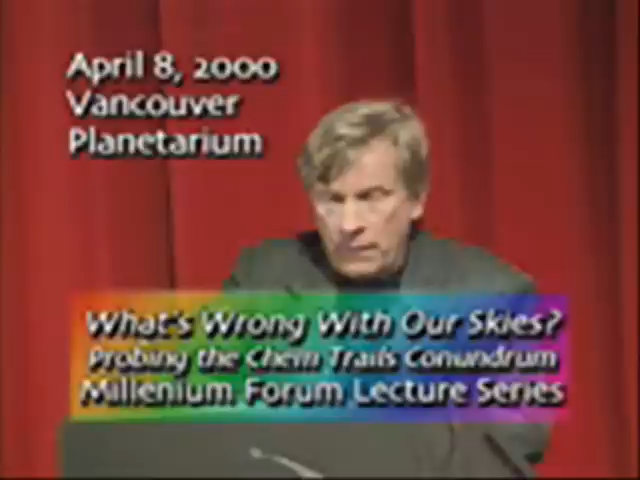 April 8, 2000
Vancouver
Planetarium
What's Wrong With Our Skies?
Probing the Chem Trails Conundrum
Millenium Forum Lecture Series